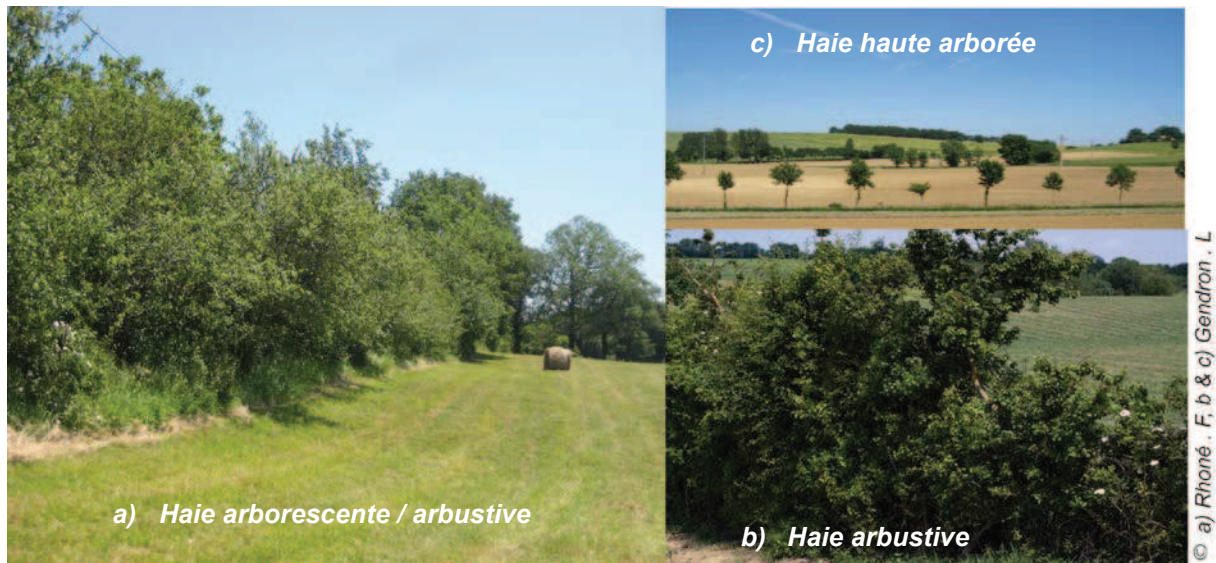 c) Haie haute arborée
a) Haie arborescente / arbustive
b) Haie arbustive
© a) Rhoné . F, b & c) Gendron . L